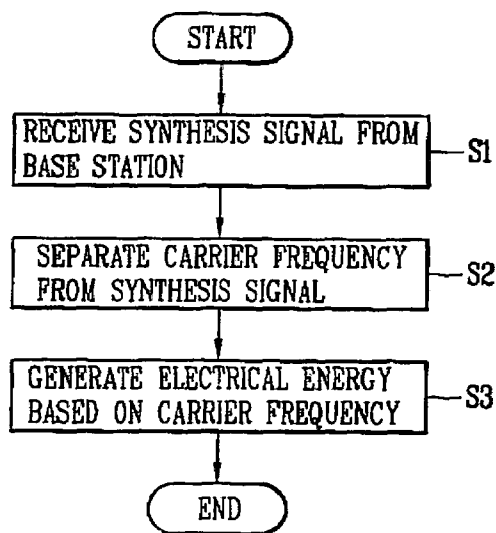 START
RECEIVE SYNTHESIS SIGNAL FROM
BASE STATION
S1
SEPARATE CARRIER FREQUENCY
FROM SYNTHESIS SIGNAL
S2
GENERATE ELECTRICAL ENERGY
BASED ON CARRIER FREQUENCY
S3
END